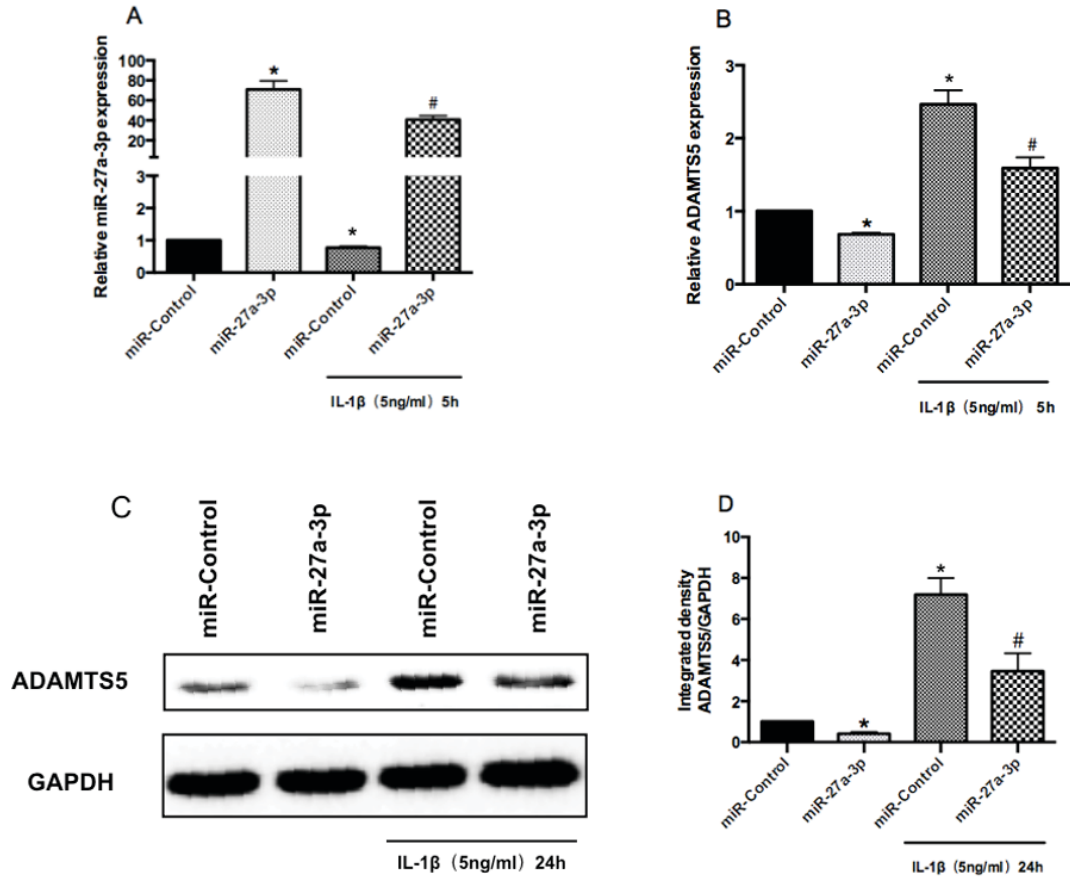 A
Relative miR-27a-3p expression
100
80
60
40
20
3
2
1
0
*
*
#
miR-Control
miR-27a-3p
miR-Control
miR-27a-3p
IL-1β (5ng/ml) 5h
B
Relative ADAMTS5 expression
3
2
1
0
*
*
#
miR-Control
miR-27a-3p
miR-Control
miR-27a-3p
IL-1β (5ng/ml) 5h
C
miR-Control
miR-27a-3p
miR-Control
miR-27a-3p
ADAMTS5
GAPDH
IL-1β (5ng/ml) 24h
D
Integrated density
ADAMTS5/GAPDH
10
8
6
4
2
0
*
*
#
miR-Control
miR-27a-3p
miR-Control
miR-27a-3p
IL-1β (5ng/ml) 24h